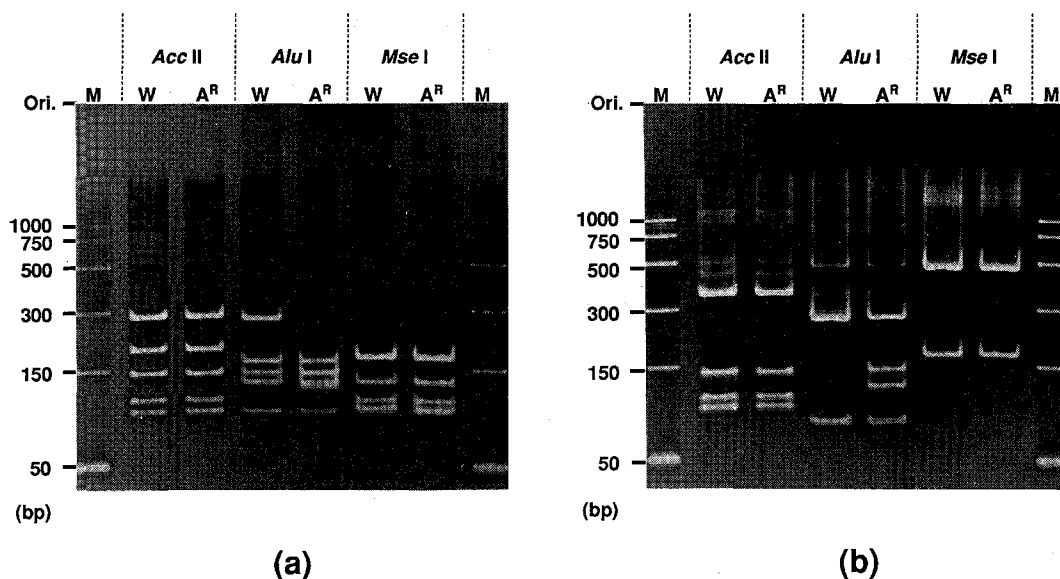 Acc II Alu I Mse I
M W A^R W A^R W A^R M
Ori.
1000
750
500
300
150
50
(bp)
(a)
Acc II Alu I Mse I
M W A^R W A^R W A^R M
Ori.
1000
750
500
300
150
50
(bp)
(b)